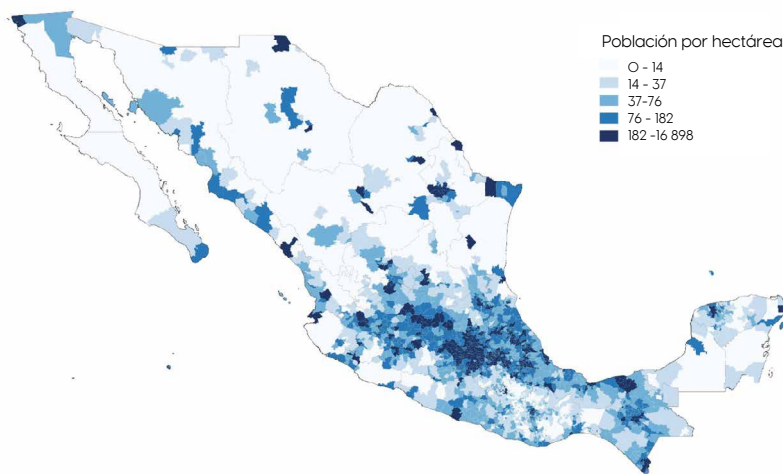 Población por hectárea
O - 14
14 - 37
37-76
76 - 182
182 -16 898